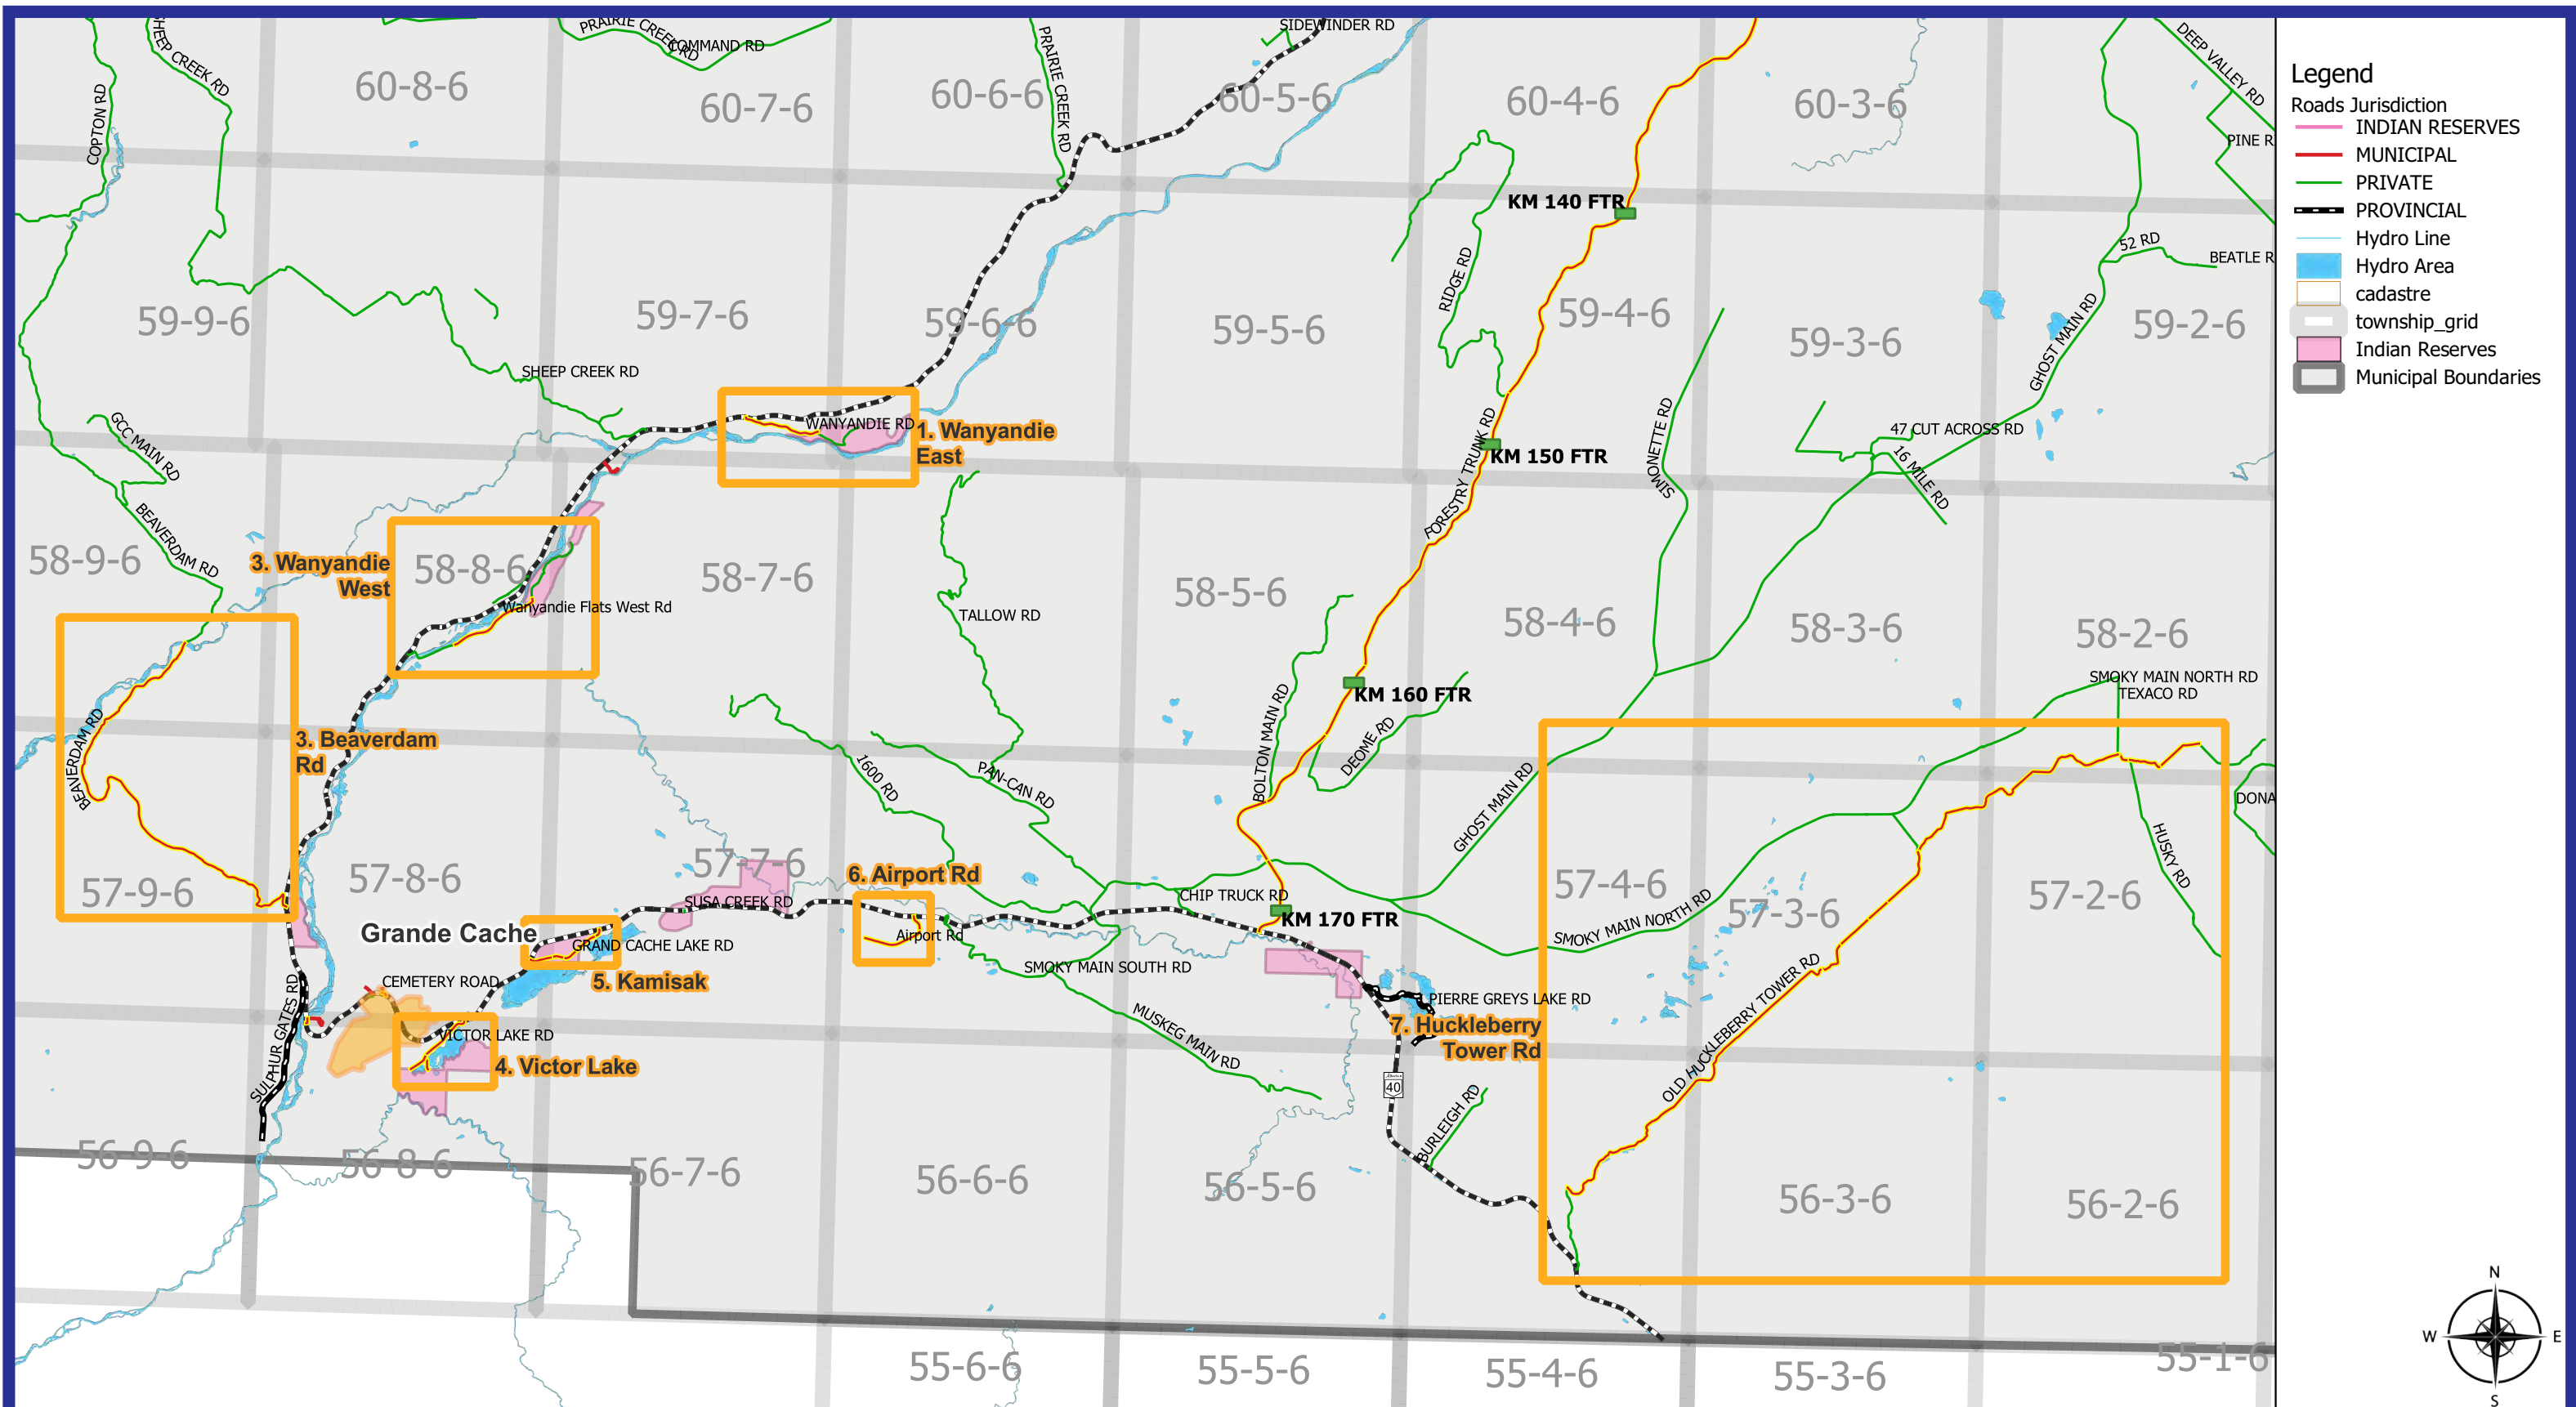 SHEEP CREEK RD
PRAIRIE CREEK RD
COMMAND RD
PRAIRIE CREEK RD
SIDEWINDER RD
DEEP VALLEY RD
COPTON RD
60-8-6
60-7-6
60-6-6
60-5-6
60-4-6
60-3-6
PINE R
KM 140 FTR
52 RD
BEATLE R
RIDGE RD
59-9-6
59-7-6
59-6-6
59-5-6
59-4-6
59-3-6
59-2-6
GHOST MAIN RD
SHEEP CREEK RD
GCC MAIN RD
WANYANDIE RD
1. Wanyandie
East
FORESTRY TRUNK RD
KM 150 FTR
SIMONETTE RD
47 CUT ACROSS RD
16 MILE RD
BEAVERDAM RD
58-9-6
3. Wanyandie
West
58-8-6
Wanyandie Flats West Rd
58-7-6
TALLOW RD
58-5-6
58-4-6
58-3-6
58-2-6
SMOKY MAIN NORTH RD
TEXACO RD
KM 160 FTR
BOLTON MAIN RD
DEOME RD
BEAVERDAM RD
3. Beaverdam
Rd
1600 RD
PAN-CAN RD
GHOST MAIN RD
DONA
HUSKY RD
57-9-6
57-8-6
57-7-6
6. Airport Rd
57-4-6
57-3-6
57-2-6
SUSA CREEK RD
CHIP TRUCK RD
KM 170 FTR
Grande Cache
GRAND CACHE LAKE RD
Airport Rd
SMOKY MAIN NORTH RD
SMOKY MAIN SOUTH RD
CEMETERY ROAD
5. Kamisak
PIERRE GREYS LAKE RD
SULPHUR GATES RD
VICTOR LAKE RD
4. Victor Lake
MUSKEG MAIN RD
7. Huckleberry
Tower Rd
OLD HUCKLEBERRY TOWER RD
40
BURLEIGH RD
56-9-6
56-8-6
56-7-6
56-6-6
56-5-6
56-3-6
56-2-6
55-6-6
55-5-6
55-4-6
55-3-6
55-1-6
Legend
Roads Jurisdiction
INDIAN RESERVES
MUNICIPAL
PRIVATE
PROVINCIAL
Hydro Line
Hydro Area
cadastre
township_grid
Indian Reserves
Municipal Boundaries
N
W E
S